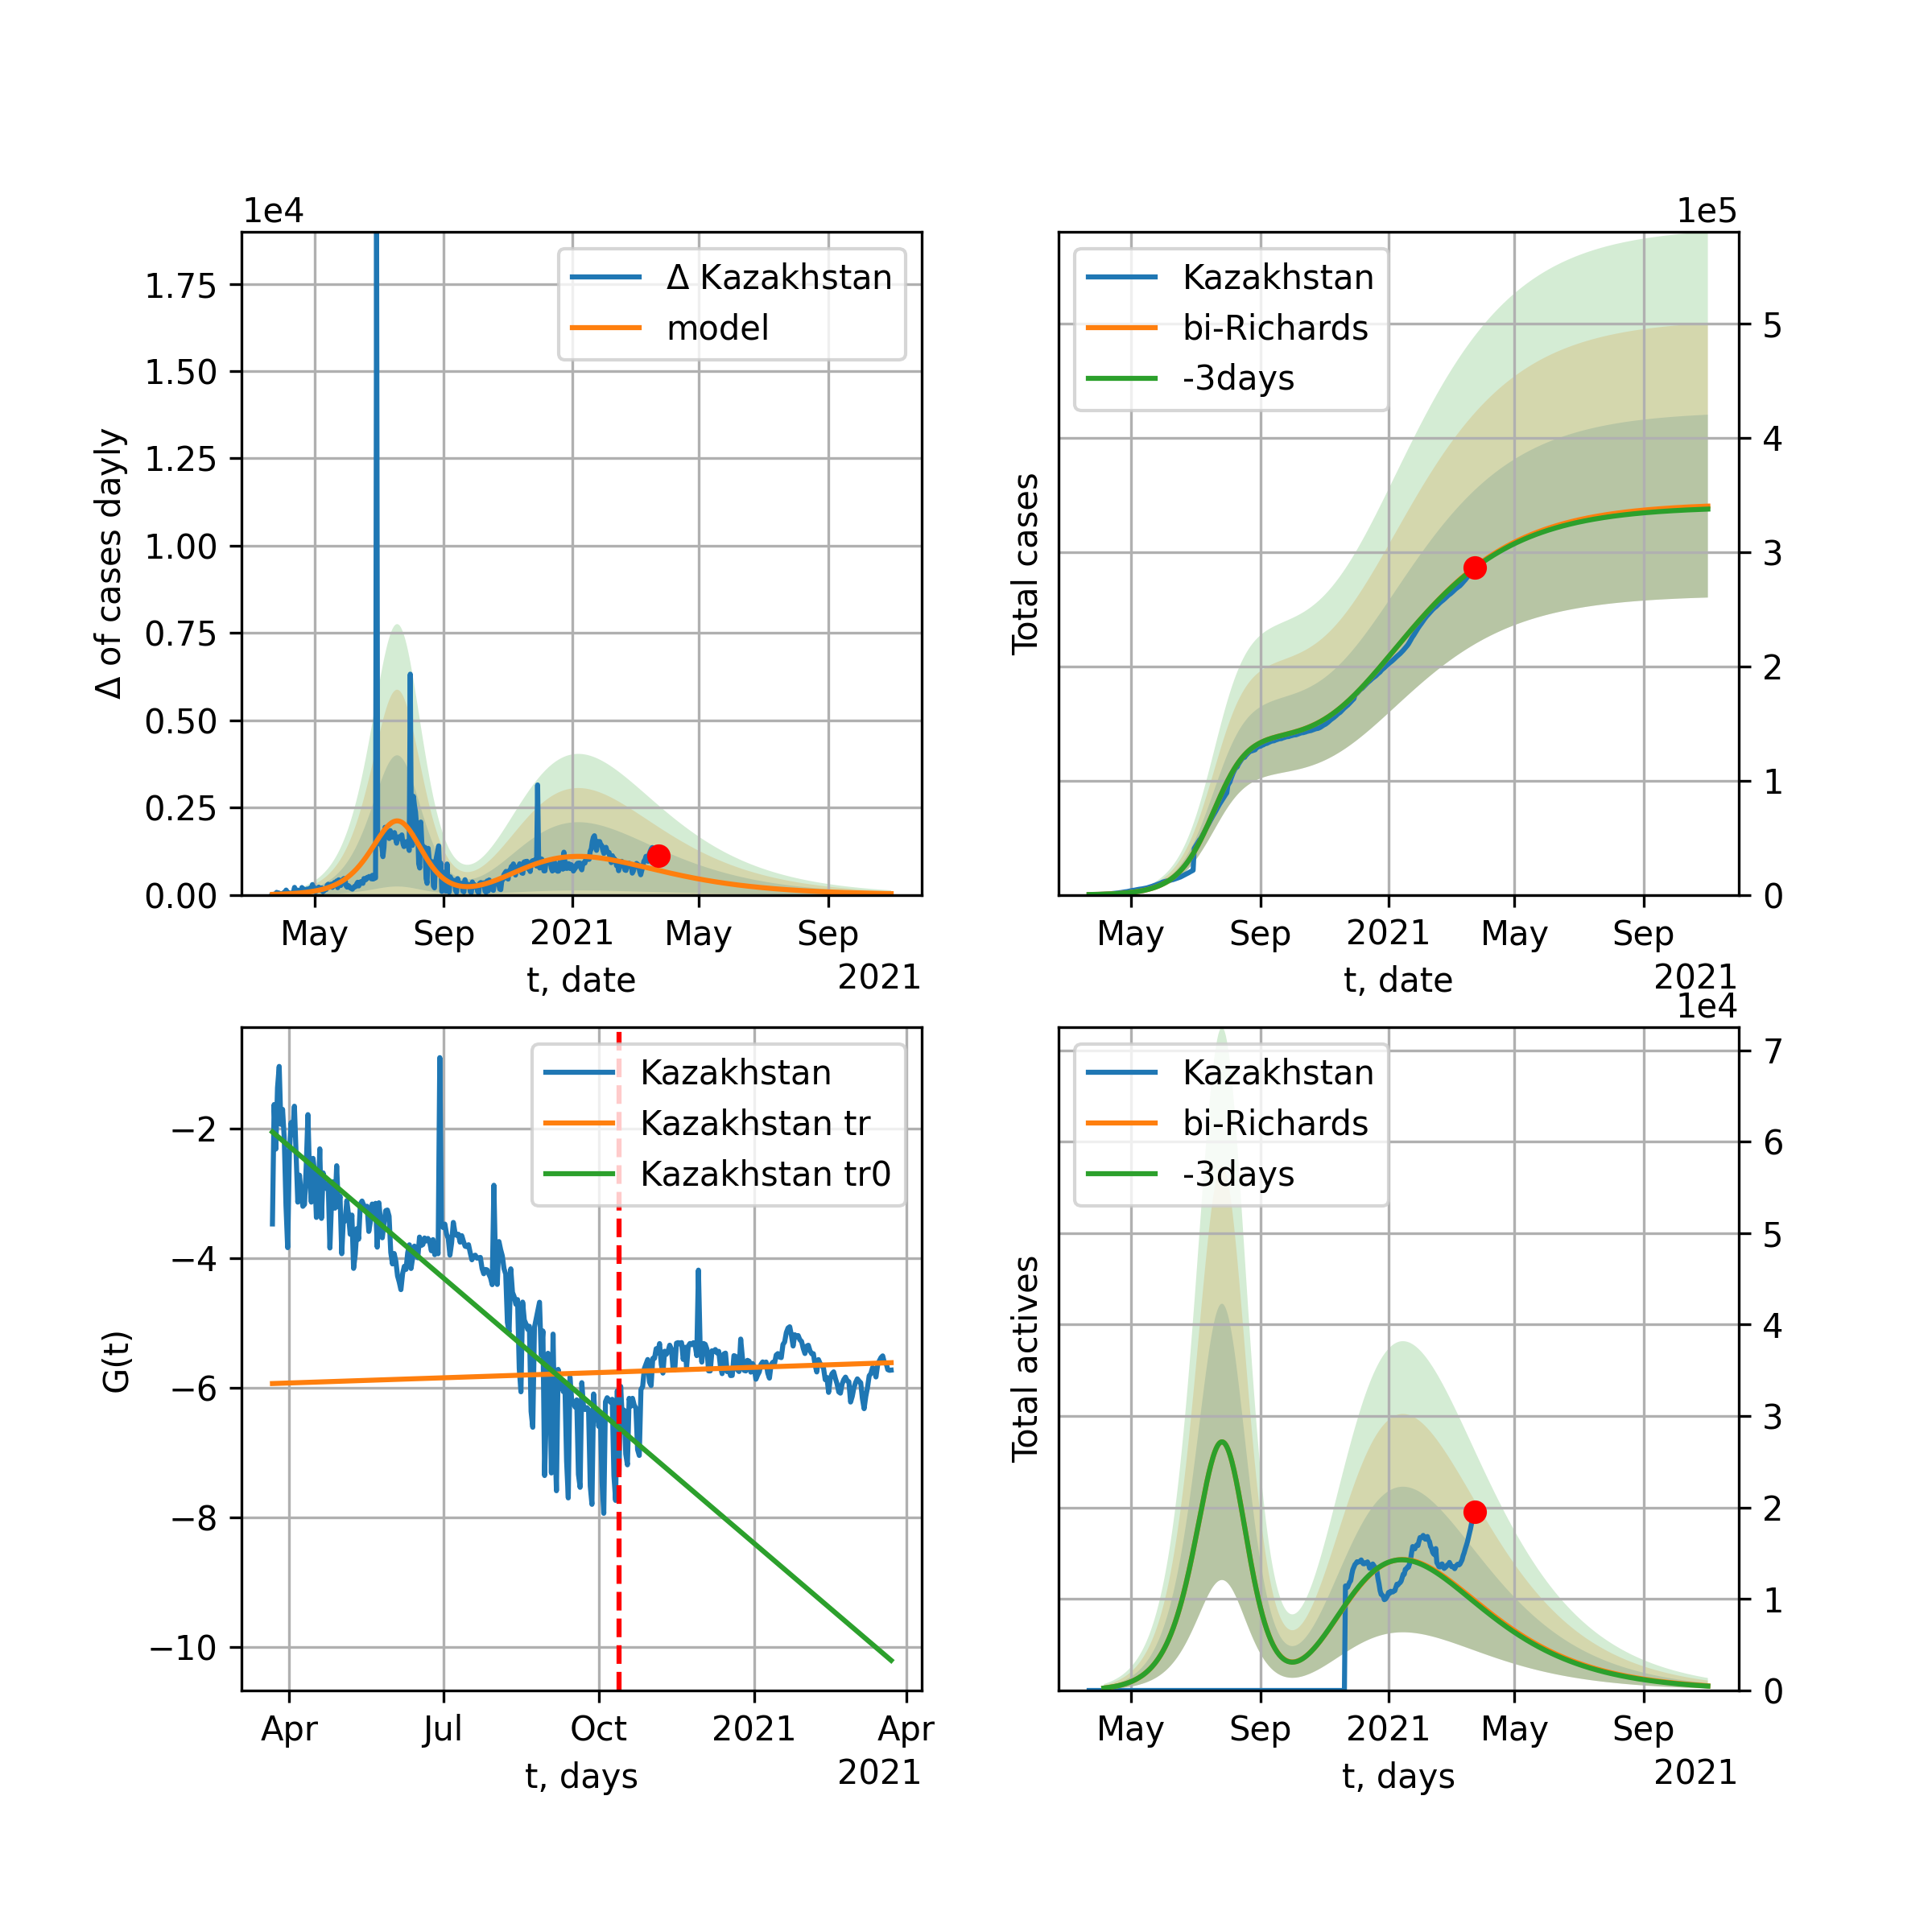 1e4
Δ of cases dayly
1.75
1.50
1.25
1.00
0.75
0.50
0.25
0.00
Δ Kazakhstan
model
May Sep 2021 May Sep
t, date
2021
1e5
Total cases
Kazakhstan
bi-Richards
-3days
5
4
3
2
1
0
May Sep 2021 May Sep
t, date
2021
G(t)
−2
−4
−6
−8
−10
Kazakhstan
Kazakhstan tr
Kazakhstan tr0
Apr Jul Oct 2021 Apr
t, days
2021
1e4
Total actives
Kazakhstan
bi-Richards
-3days
7
6
5
4
3
2
1
0
May Sep 2021 May Sep
t, days
2021